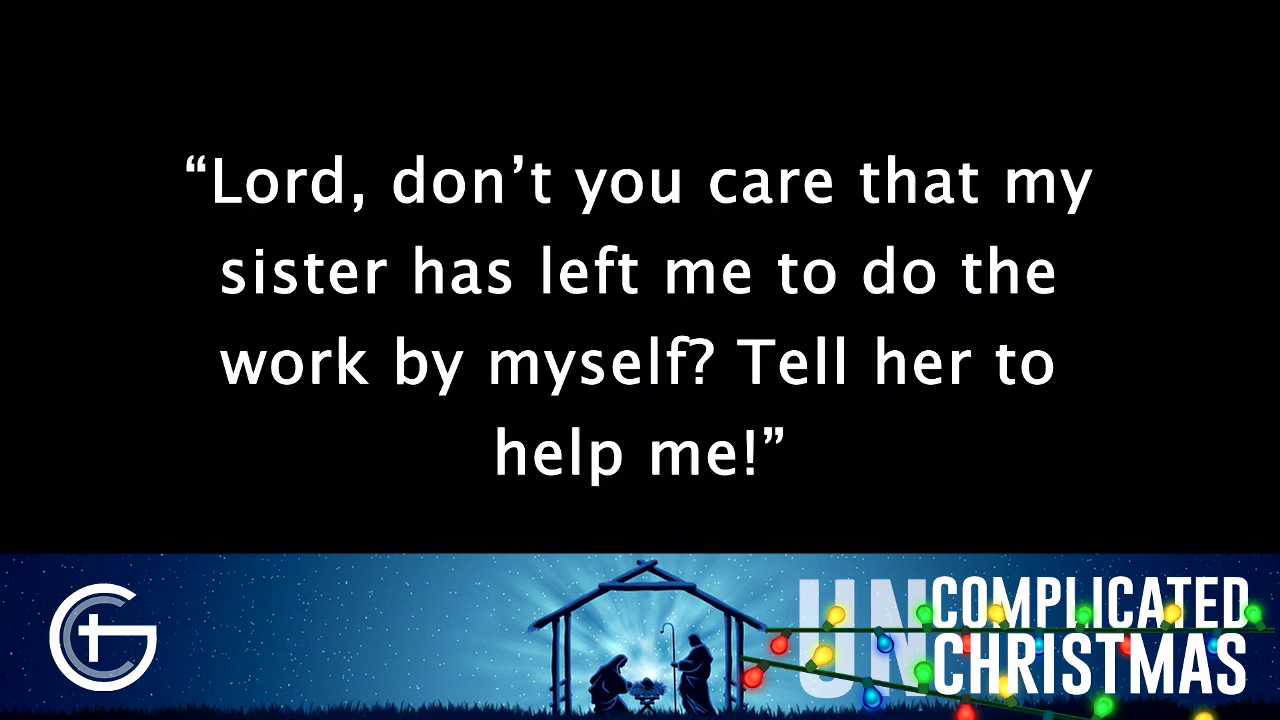 “Lord, don’t you care that my
sister has left me to do the
work by myself? Tell her to
help me!”
UNCOMPLICATED
CHRISTMAS